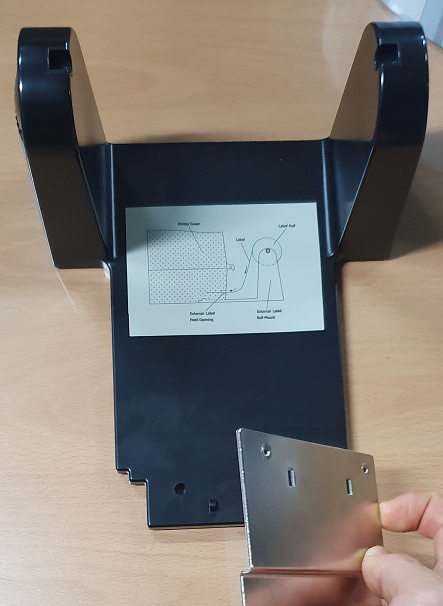 Printer Cover
Label Roll
Label
External Label
Feed Opening
External Label
Roll Mount